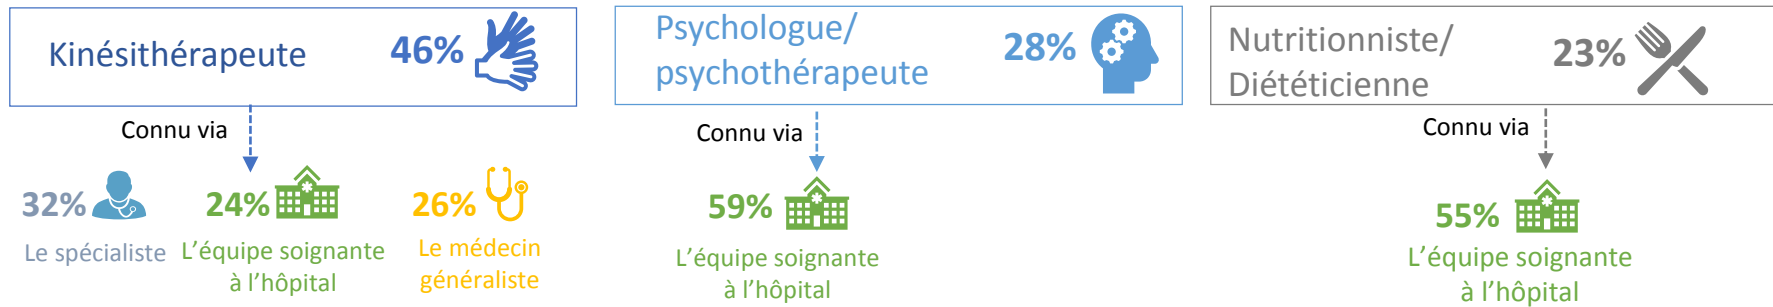 Kinésithérapeute
46%
Connu via
32%
Le spécialiste
24%
L'équipe soignante
à l'hôpital
26%
Le médecin
généraliste
Psychologue/
psychothérapeute
28%
Connu via
59%
L'équipe soignante
à l'hôpital
Nutritionniste/
Diététicienne
23%
Connu via
55%
L'équipe soignante
à l'hôpital